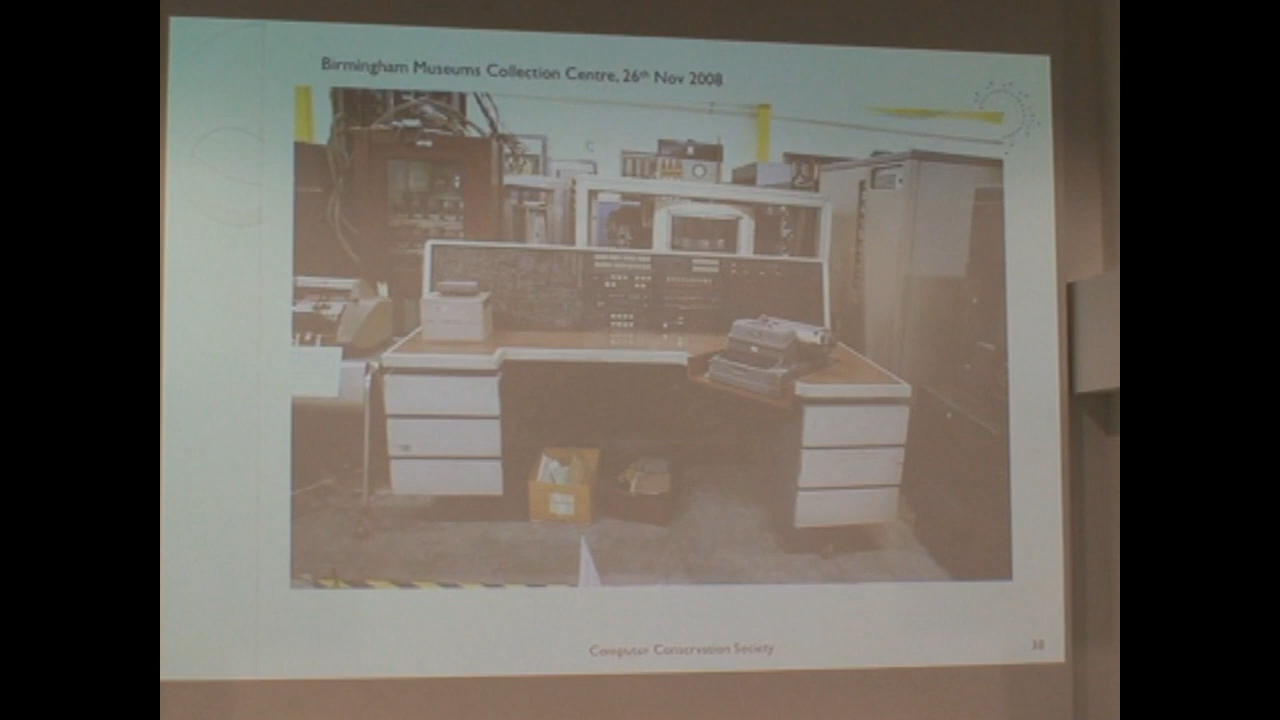 Birmingham Museums Collection Centre, 26th Nov 2008
Computer Conservation Society
38